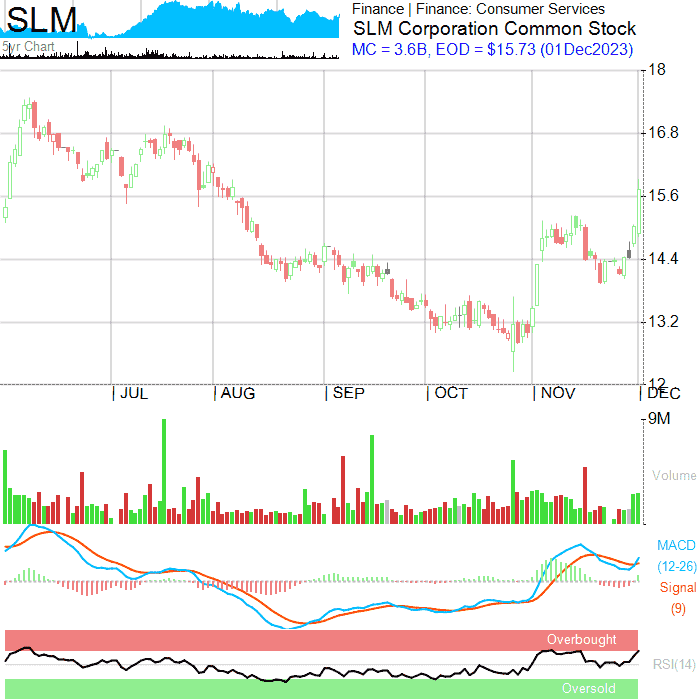 SLM
5yr Chart
Finance | Finance: Consumer Services
SLM Corporation Common Stock
MC = 3.6B, EOD = $15.73 (01Dec2023)
18
16.8
15.6
14.4
13.2
12
| JUL | AUG | SEP | OCT | NOV | DEC
9M
Volume
MACD
(12-26)
Signal
(9)
Overbought
RSI(14)
Oversold